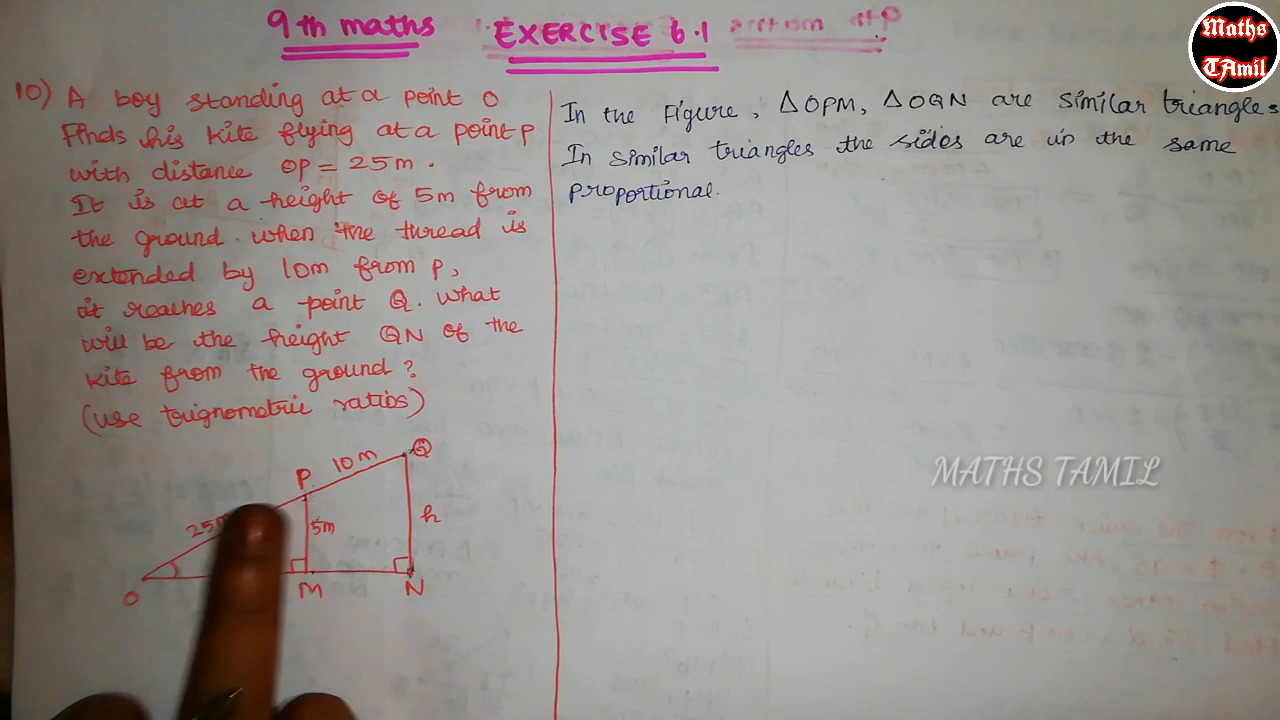 9th maths EXERCISE 6.1
Maths
TAmil
10) A boy standing at a point O
Finds his kite flying at a point P
with distance OP = 25m.
It is at a height of 5m from
the ground. when the thread is
extended by 10m from P,
it reaches a point Q. what
will be the height QN of the
kite from the ground?
(use trignometric ratios)
In the Figure, △OPM, △OQN are similar triangles
In similar triangles the sides are in the same
proportional.
Q
10m
P
25m
5m
h
O
M
N
MATHS TAMIL